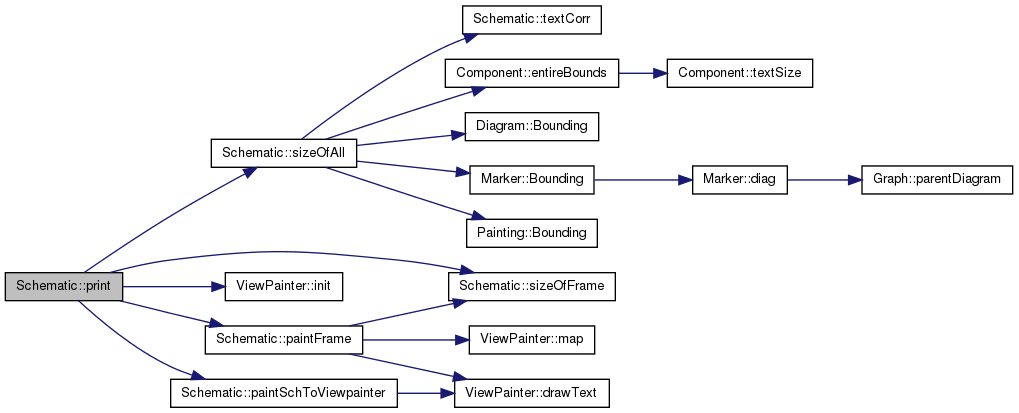 Schematic::textCorr
Component::entireBounds
Component::textSize
Diagram::Bounding
Schematic::sizeOfAll
Marker::Bounding
Marker::diag
Graph::parentDiagram
Painting::Bounding
Schematic::print
ViewPainter::init
Schematic::sizeOfFrame
Schematic::paintFrame
ViewPainter::map
Schematic::paintSchToViewpainter
ViewPainter::drawText